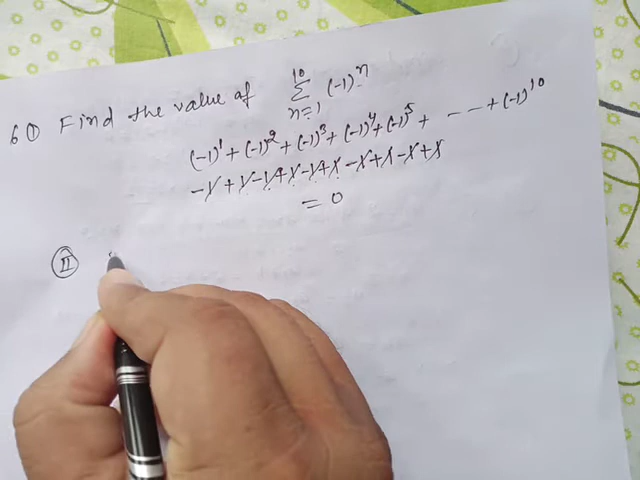 6 ① Find the value of 10 Σ n=1 (-1)^n
(-1)^1 + (-1)^2 + (-1)^3 + (-1)^4 + (-1)^5 + - - - + (-1)^10
-1 + 1 - 1 + 1 - 1 + 1 - 1 + 1 - 1 + 1
= 0
Ⅱ